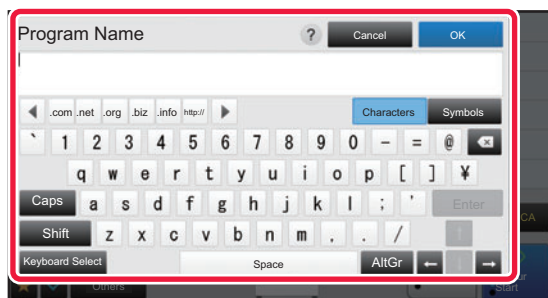 Program Name ? Cancel OK
.com .net .org .biz .info http:// Characters Symbols
` 1 2 3 4 5 6 7 8 9 0 - = @
q w e r t y u i o p [ ] ¥
Caps a s d f g h j k l ; ' Enter
Shift z x c v b n m , . /
CA
Keyboard Select Space AltGr
Others
Start